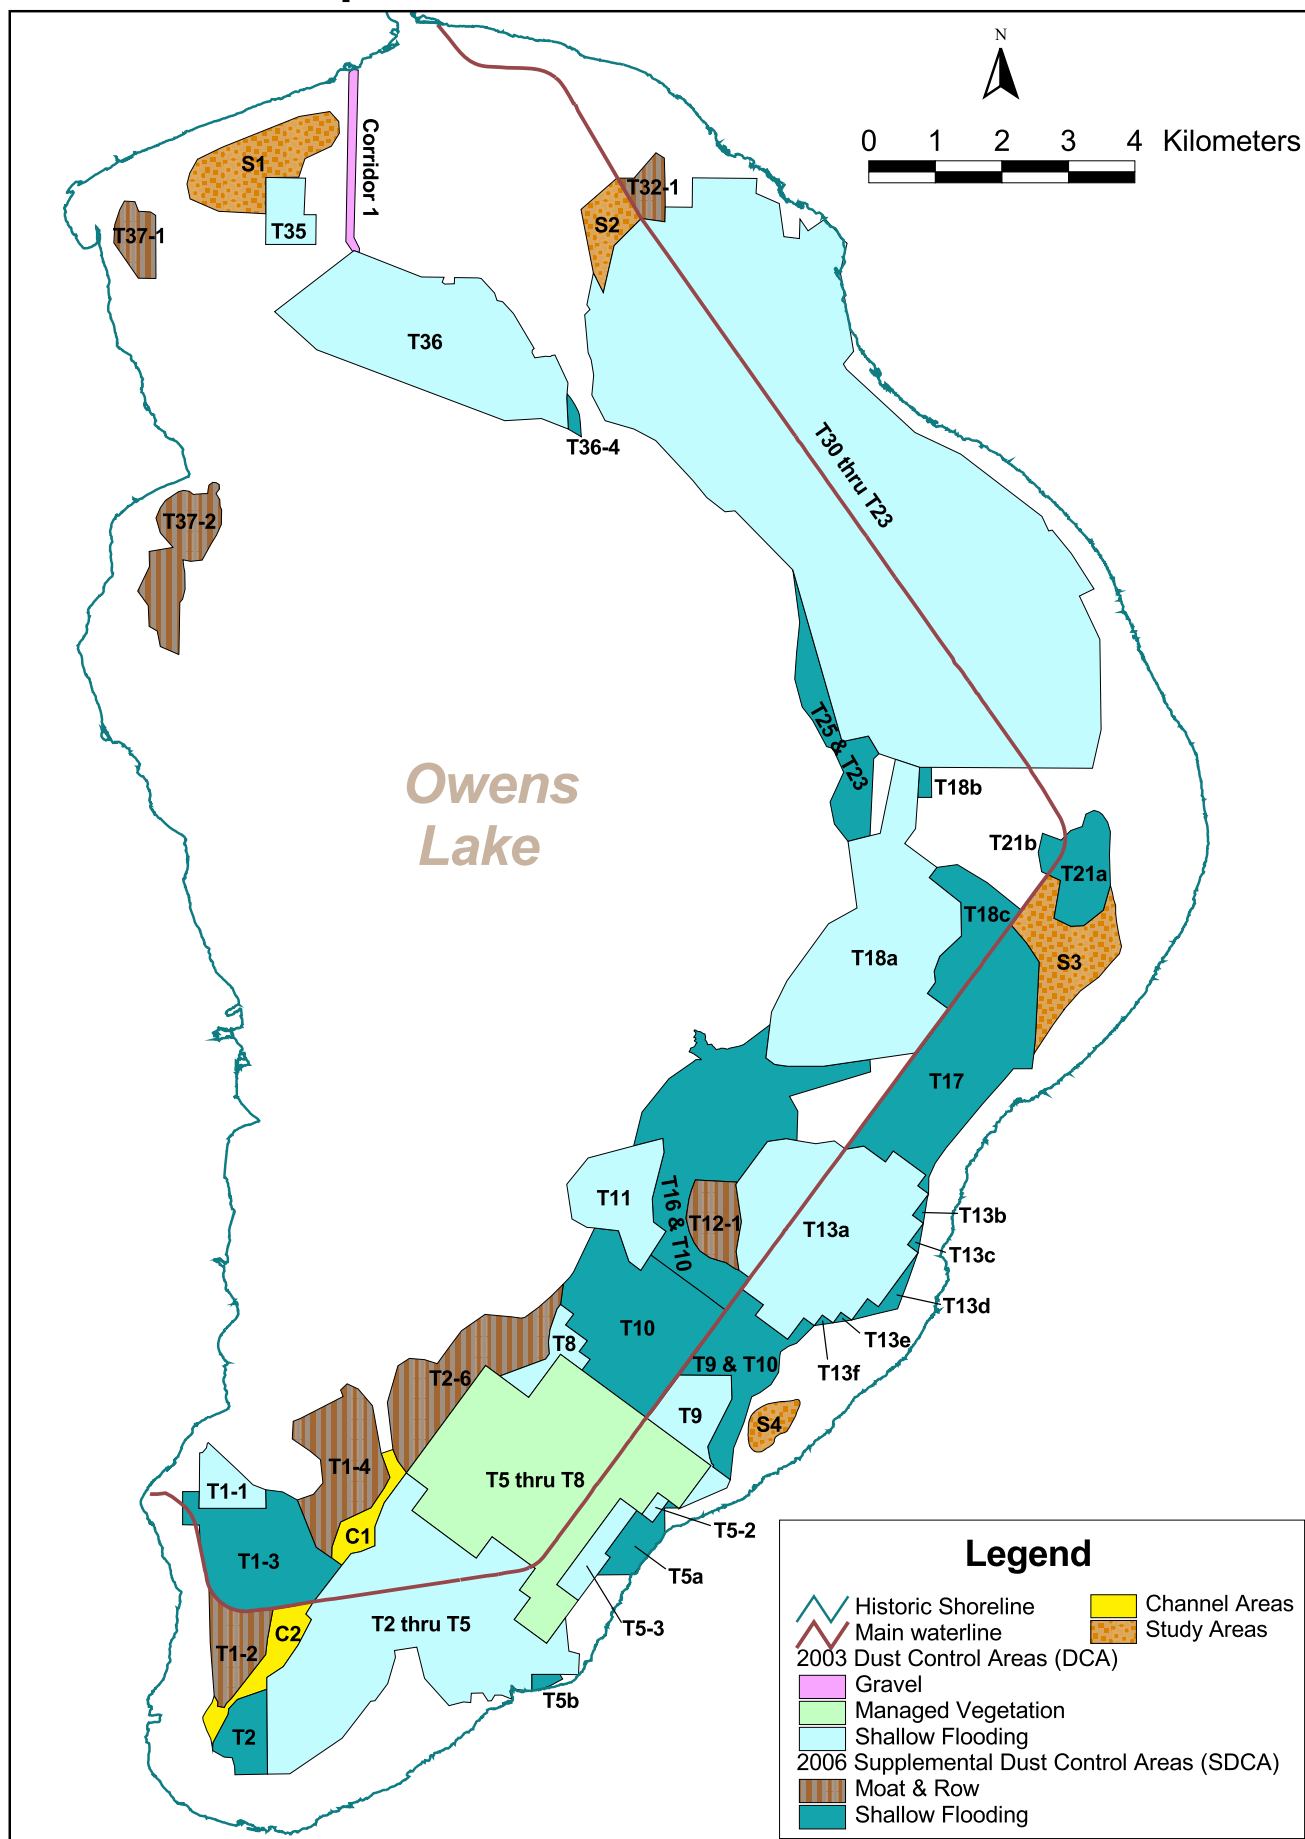 N
0 1 2 3 4 Kilometers
Corridor 1
S1
T32-1
T35
S2
T37-1
T36
T36-4
T30 thru T23
T37-2
T25 & T23
Owens
Lake
T18b
T21b
T21a
T18c
T18a
S3
T17
T11
T16 & T10
T12-1
T13a
T13b
T13c
T13d
T13e
T13f
T10
T8
T9 & T10
T2-6
T9
S4
T1-4
T5 thru T8
T1-1
C1
T5-2
T1-3
T5a
T5-3
T2 thru T5
C2
T1-2
T5b
T2
Legend
Historic Shoreline
Main waterline
2003 Dust Control Areas (DCA)
Gravel
Managed Vegetation
Shallow Flooding
2006 Supplemental Dust Control Areas (SDCA)
Moat & Row
Shallow Flooding
Channel Areas
Study Areas